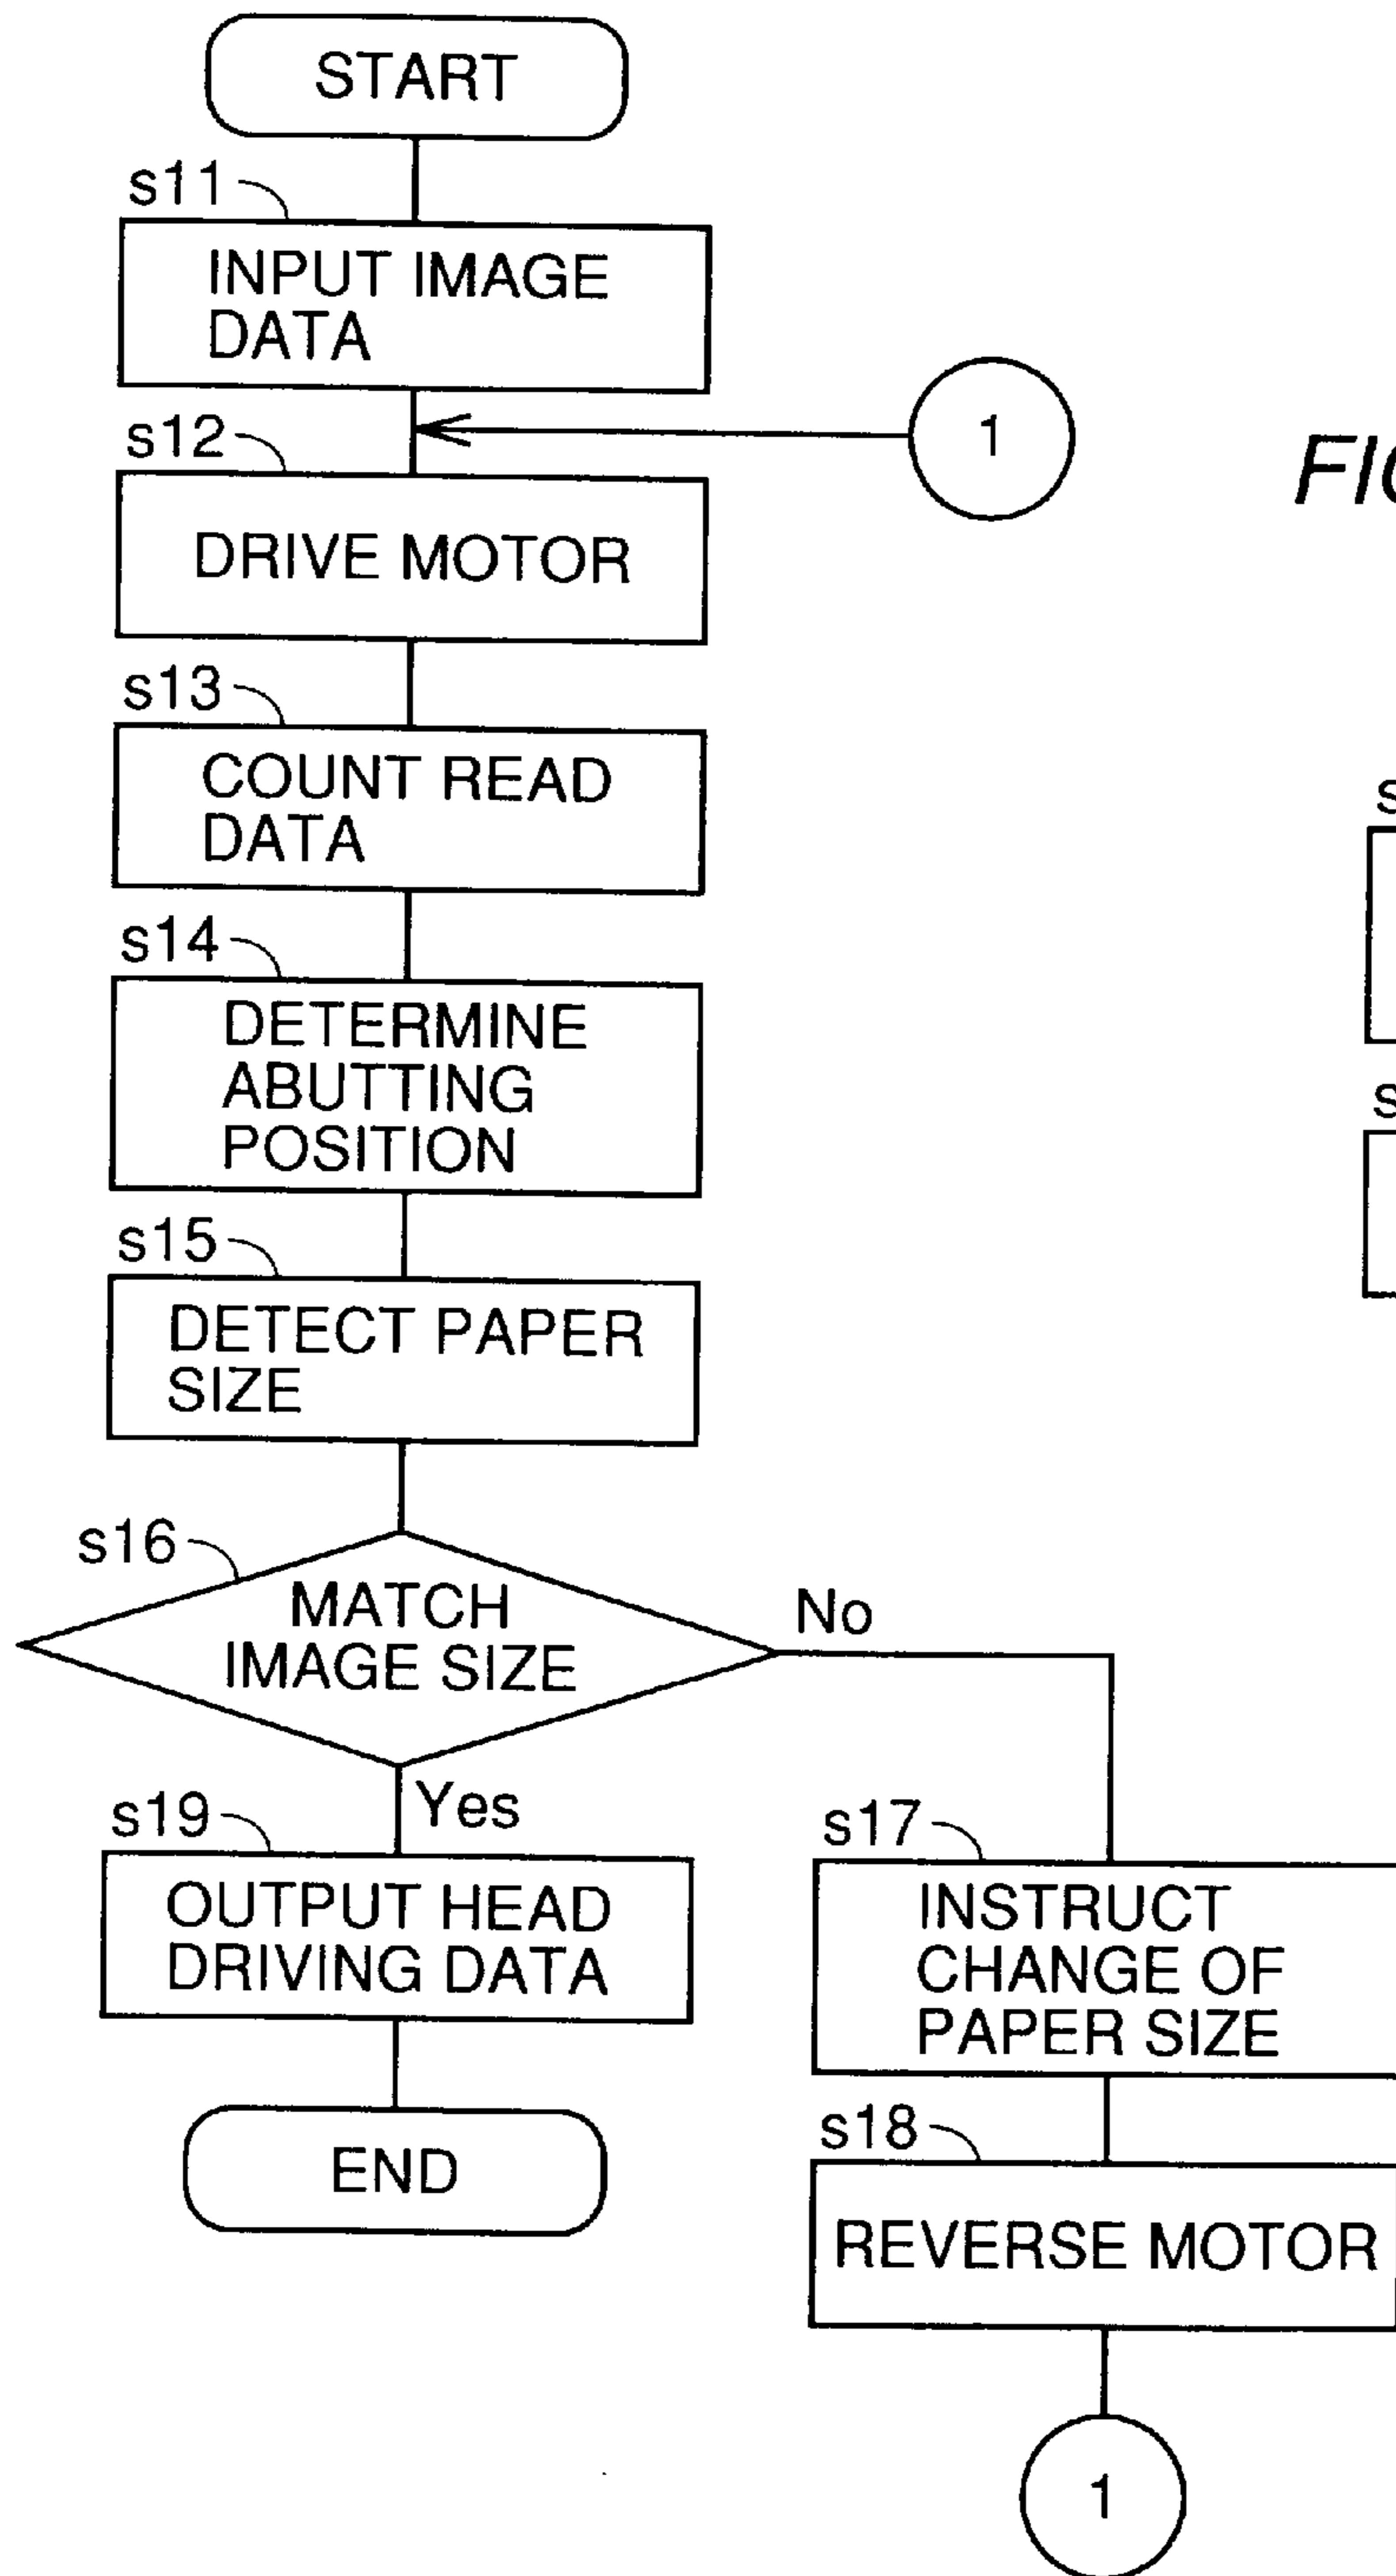 START
s11
INPUT IMAGE
DATA
1
s12
DRIVE MOTOR
s13
COUNT READ
DATA
s14
DETERMINE
ABUTTING
POSITION
s15
DETECT PAPER
SIZE
s16
MATCH
IMAGE SIZE
No
Yes
s19
OUTPUT HEAD
DRIVING DATA
END
s17
INSTRUCT
CHANGE OF
PAPER SIZE
s18
REVERSE MOTOR
1